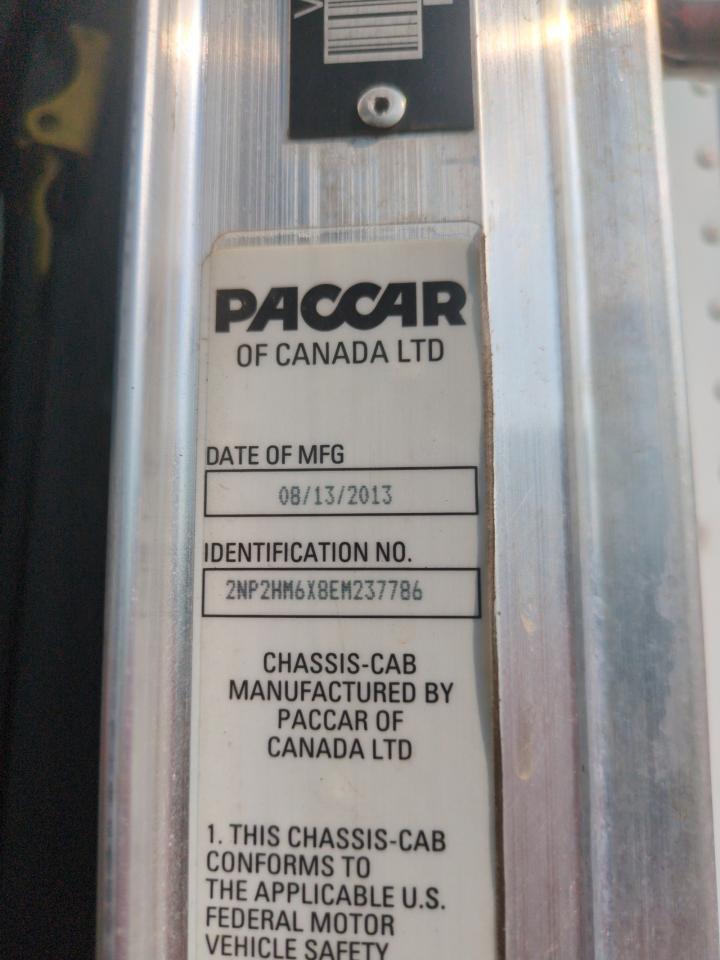 V
PACCAR
OF CANADA LTD
DATE OF MFG
08/13/2013
IDENTIFICATION NO.
2NP2HM6X8EM237786
CHASSIS-CAB
MANUFACTURED BY
PACCAR OF
CANADA LTD
1. THIS CHASSIS-CAB
CONFORMS TO
THE APPLICABLE U.S.
FEDERAL MOTOR
VEHICLE SAFETY